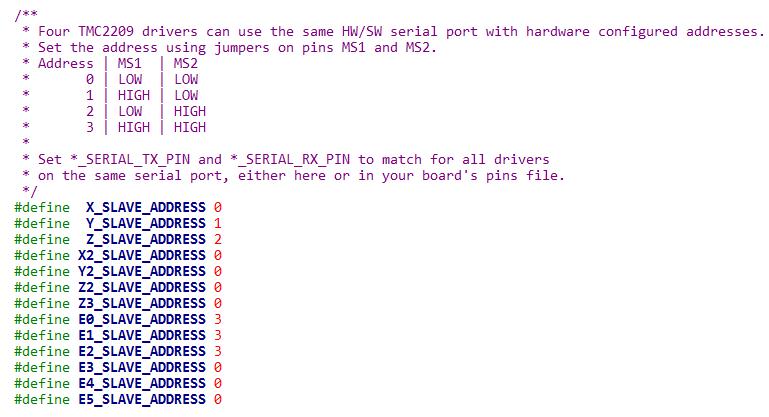 /**
 * Four TMC2209 drivers can use the same HW/SW serial port with hardware configured addresses.
 * Set the address using jumpers on pins MS1 and MS2.
 * Address | MS1  | MS2
 *       0 | LOW  | LOW
 *       1 | HIGH | LOW
 *       2 | LOW  | HIGH
 *       3 | HIGH | HIGH
 *
 * Set *_SERIAL_TX_PIN and *_SERIAL_RX_PIN to match for all drivers
 * on the same serial port, either here or in your board's pins file.
 */
#define  X_SLAVE_ADDRESS 0
#define  Y_SLAVE_ADDRESS 1
#define  Z_SLAVE_ADDRESS 2
#define X2_SLAVE_ADDRESS 0
#define Y2_SLAVE_ADDRESS 0
#define Z2_SLAVE_ADDRESS 0
#define Z3_SLAVE_ADDRESS 0
#define E0_SLAVE_ADDRESS 3
#define E1_SLAVE_ADDRESS 3
#define E2_SLAVE_ADDRESS 3
#define E3_SLAVE_ADDRESS 0
#define E4_SLAVE_ADDRESS 0
#define E5_SLAVE_ADDRESS 0